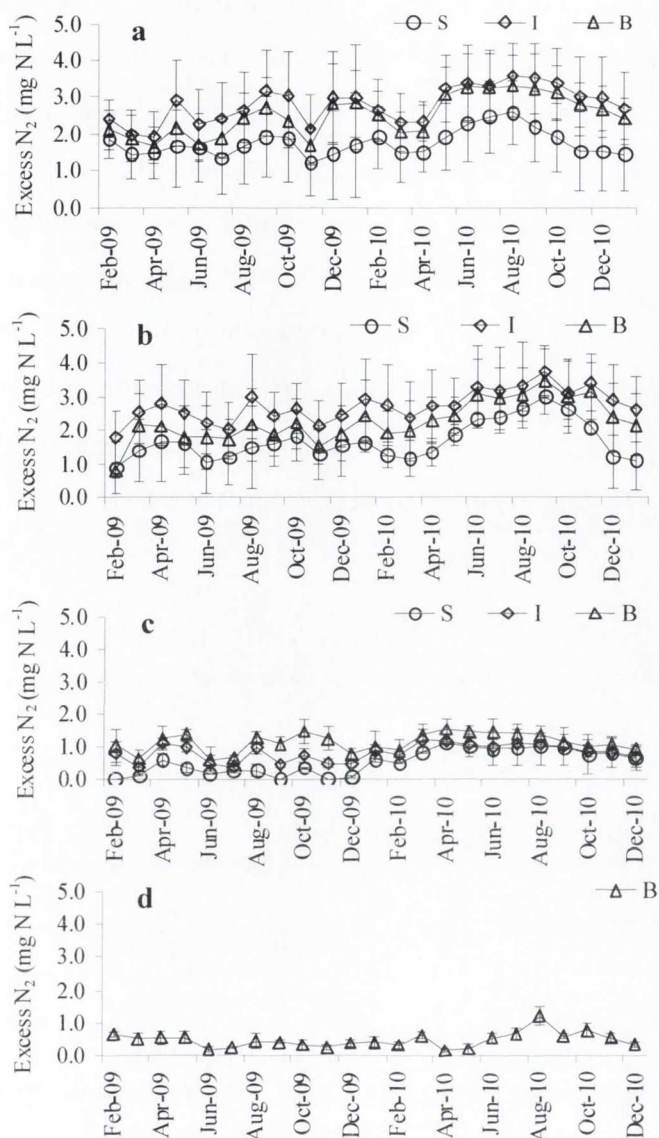 a
S I B
Excess N₂ (mg N L⁻¹)
5.0
4.0
3.0
2.0
1.0
0.0
Feb-09 Apr-09 Jun-09 Aug-09 Oct-09 Dec-09 Feb-10 Apr-10 Jun-10 Aug-10 Oct-10 Dec-10
b
S I B
Excess N₂ (mg N L⁻¹)
5.0
4.0
3.0
2.0
1.0
0.0
Feb-09 Apr-09 Jun-09 Aug-09 Oct-09 Dec-09 Feb-10 Apr-10 Jun-10 Aug-10 Oct-10 Dec-10
c
S I B
Excess N₂ (mg N L⁻¹)
5.0
4.0
3.0
2.0
1.0
0.0
Feb-09 Apr-09 Jun-09 Aug-09 Oct-09 Dec-09 Feb-10 Apr-10 Jun-10 Aug-10 Oct-10 Dec-10
d
B
Excess N₂ (mg N L⁻¹)
5.0
4.0
3.0
2.0
1.0
0.0
Feb-09 Apr-09 Jun-09 Aug-09 Oct-09 Dec-09 Feb-10 Apr-10 Jun-10 Aug-10 Oct-10 Dec-10